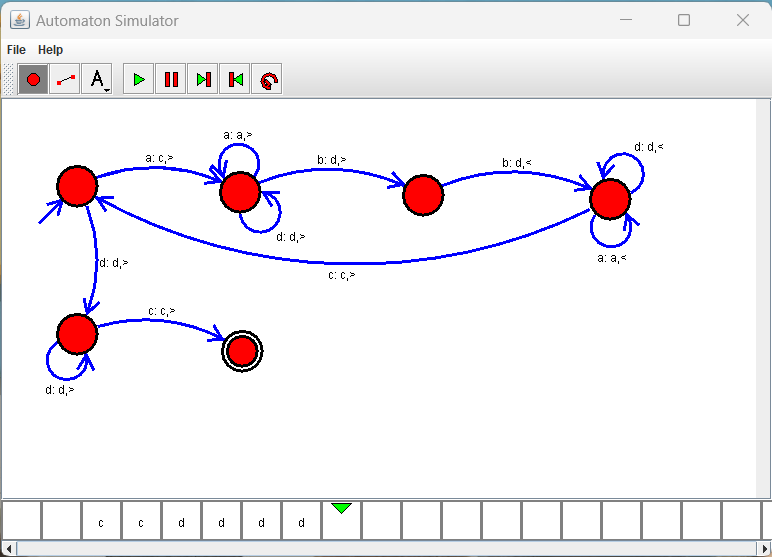 Automaton Simulator
File Help
A
a: a,>
a: c,>
b: d,>
b: d,<
d: d,<
d: d,>
a: a,<
d: d,>
c: c,>
c: c,>
d: d,>
c c d d d d